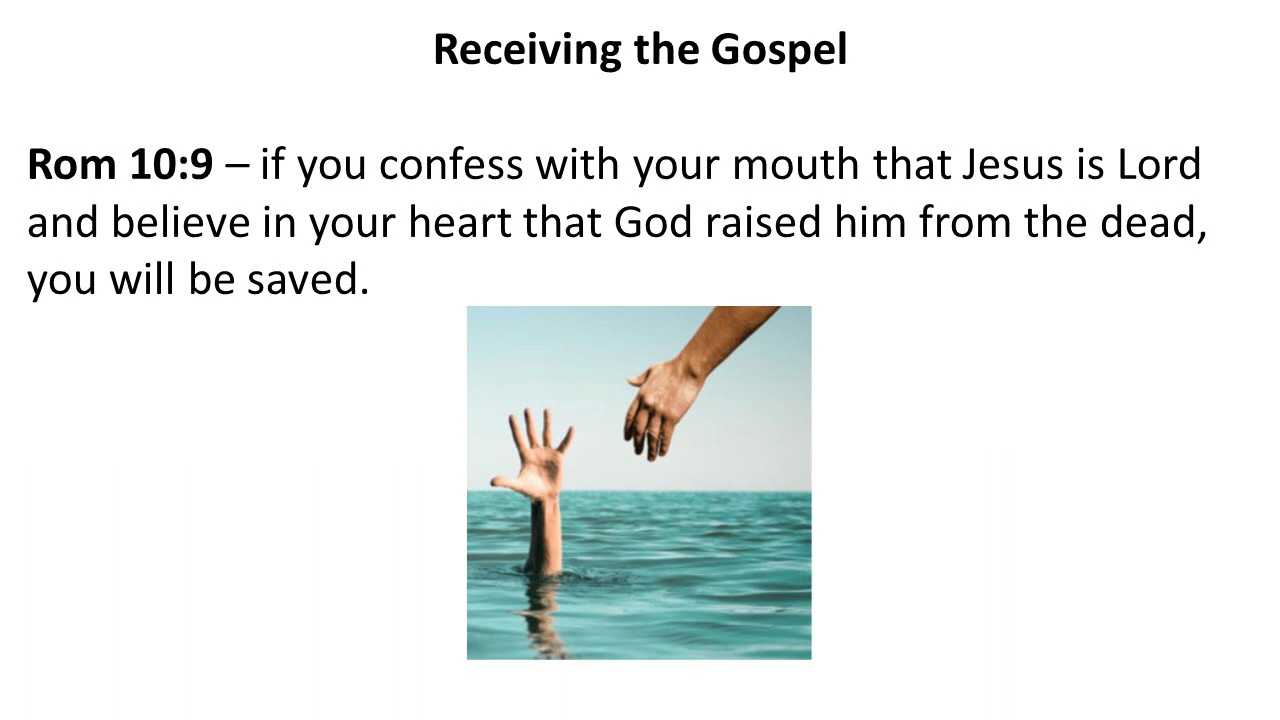 Receiving the Gospel
Rom 10:9 – if you confess with your mouth that Jesus is Lord
and believe in your heart that God raised him from the dead,
you will be saved.